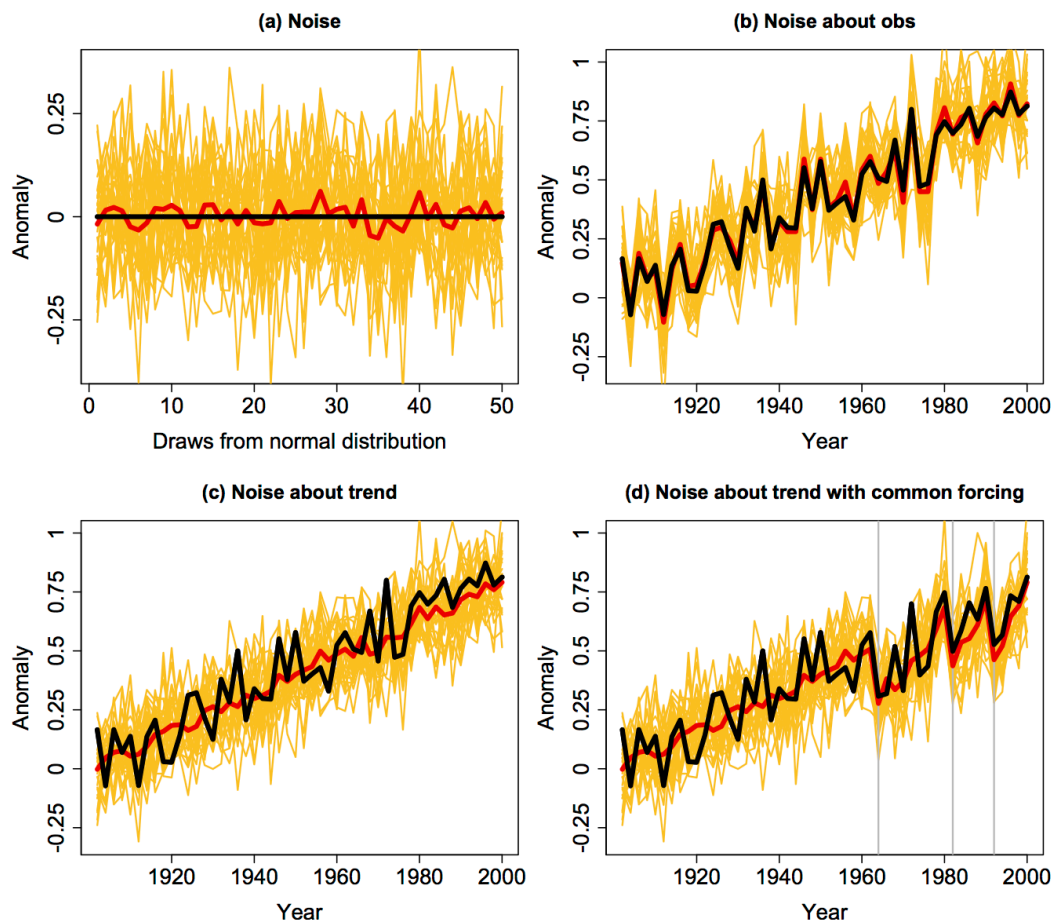 (a) Noise
Anomaly
0.25
0
-0.25
0 10 20 30 40 50
Draws from normal distribution
(b) Noise about obs
Anomaly
1
0.75
0.5
0.25
0
-0.25
1920 1940 1960 1980 2000
Year
(c) Noise about trend
Anomaly
1
0.75
0.5
0.25
0
-0.25
1920 1940 1960 1980 2000
Year
(d) Noise about trend with common forcing
Anomaly
1
0.75
0.5
0.25
0
-0.25
1920 1940 1960 1980 2000
Year